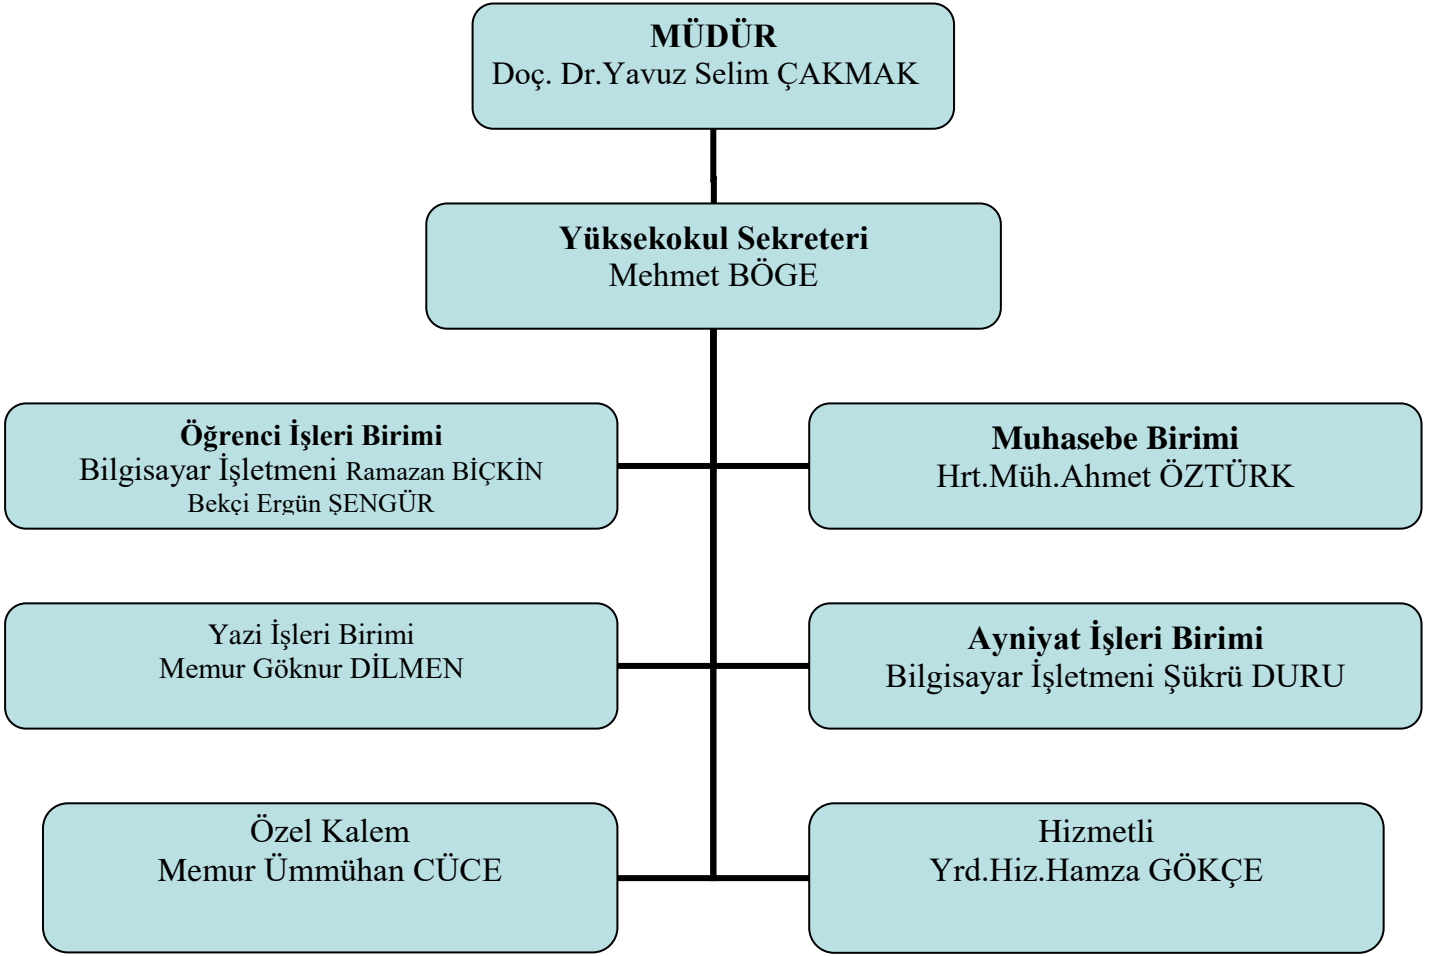 MÜDÜR
Doç. Dr.Yavuz Selim ÇAKMAK
Yüksekokul Sekreteri
Mehmet BÖGE
Öğrenci İşleri Birimi
Bilgisayar İşletmeni Ramazan BİÇKİN
Bekçi Ergün ŞENGÜR
Muhasebe Birimi
Hrt.Müh.Ahmet ÖZTÜRK
Yazi İşleri Birimi
Memur Göknur DİLMEN
Ayniyat İşleri Birimi
Bilgisayar İşletmeni Şükrü DURU
Özel Kalem
Memur Ümmühan CÜCE
Hizmetli
Yrd.Hiz.Hamza GÖKÇE